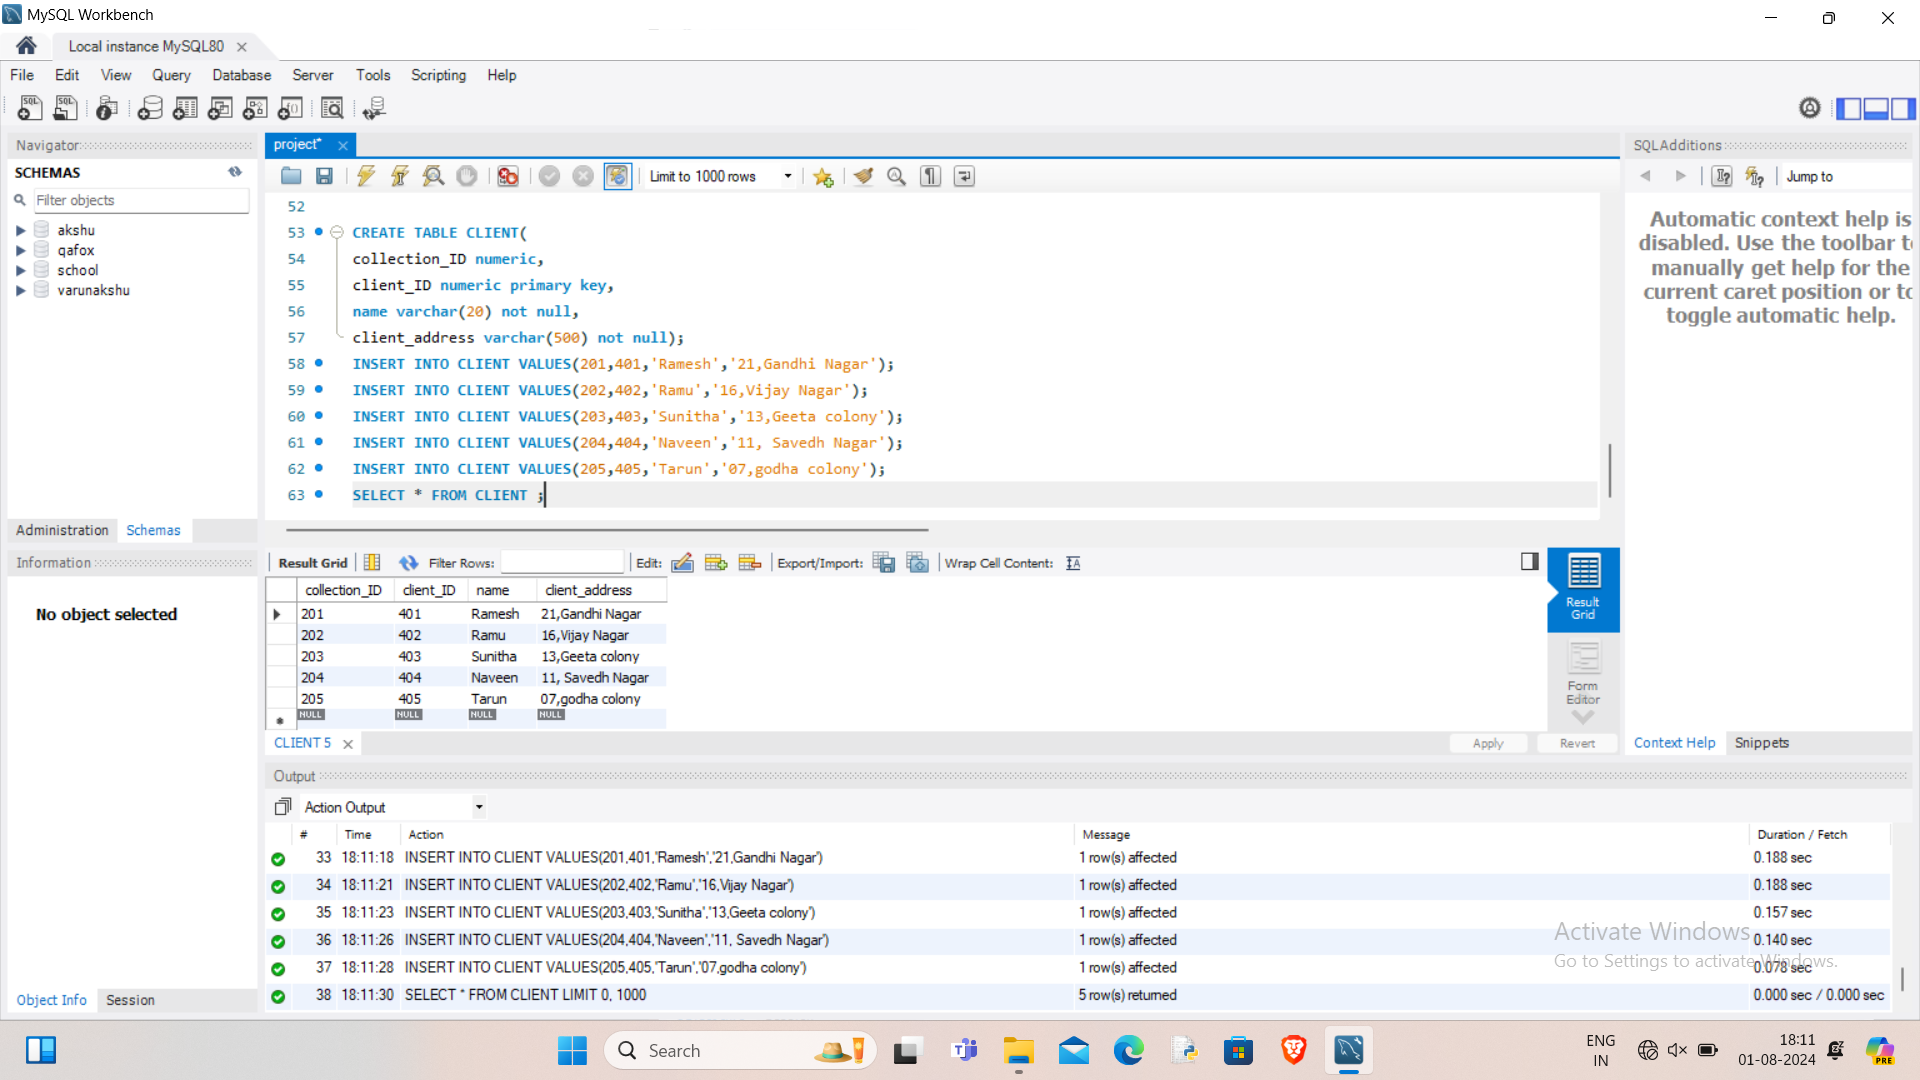 MySQL Workbench
Local instance MySQL80
File Edit View Query Database Server Tools Scripting Help
Navigator
SCHEMAS
Filter objects
akshu
qafox
school
varunakshu
Administration Schemas
Information
No object selected
Object Info Session
project*
Limit to 1000 rows
52
53 CREATE TABLE CLIENT(
54 collection_ID numeric,
55 client_ID numeric primary key,
56 name varchar(20) not null,
57 client_address varchar(500) not null);
58 INSERT INTO CLIENT VALUES(201,401,'Ramesh','21,Gandhi Nagar');
59 INSERT INTO CLIENT VALUES(202,402,'Ramu','16,Vijay Nagar');
60 INSERT INTO CLIENT VALUES(203,403,'Sunitha','13,Geeta colony');
61 INSERT INTO CLIENT VALUES(204,404,'Naveen','11, Savedh Nagar');
62 INSERT INTO CLIENT VALUES(205,405,'Tarun','07,godha colony');
63 SELECT * FROM CLIENT ;
Result Grid Filter Rows: Edit: Export/Import: Wrap Cell Content:
collection_ID client_ID name client_address
201 401 Ramesh 21,Gandhi Nagar
202 402 Ramu 16,Vijay Nagar
203 403 Sunitha 13,Geeta colony
204 404 Naveen 11, Savedh Nagar
205 405 Tarun 07,godha colony
NULL NULL NULL NULL
Result
Grid
Form
Editor
CLIENT 5
Apply Revert
SQLAdditions
Jump to
Automatic context help is
disabled. Use the toolbar t
manually get help for the
current caret position or to
toggle automatic help.
Context Help Snippets
Output
Action Output
# Time Action Message Duration / Fetch
33 18:11:18 INSERT INTO CLIENT VALUES(201,401,'Ramesh','21,Gandhi Nagar') 1 row(s) affected 0.188 sec
34 18:11:21 INSERT INTO CLIENT VALUES(202,402,'Ramu','16,Vijay Nagar') 1 row(s) affected 0.188 sec
35 18:11:23 INSERT INTO CLIENT VALUES(203,403,'Sunitha','13,Geeta colony') 1 row(s) affected 0.157 sec
36 18:11:26 INSERT INTO CLIENT VALUES(204,404,'Naveen','11, Savedh Nagar') 1 row(s) affected 0.140 sec
37 18:11:28 INSERT INTO CLIENT VALUES(205,405,'Tarun','07,godha colony') 1 row(s) affected 0.078 sec
38 18:11:30 SELECT * FROM CLIENT LIMIT 0, 1000 5 row(s) returned 0.000 sec / 0.000 sec
Activate Windows
Go to Settings to activate Windows.
Search
ENG
IN
18:11
01-08-2024
PRE